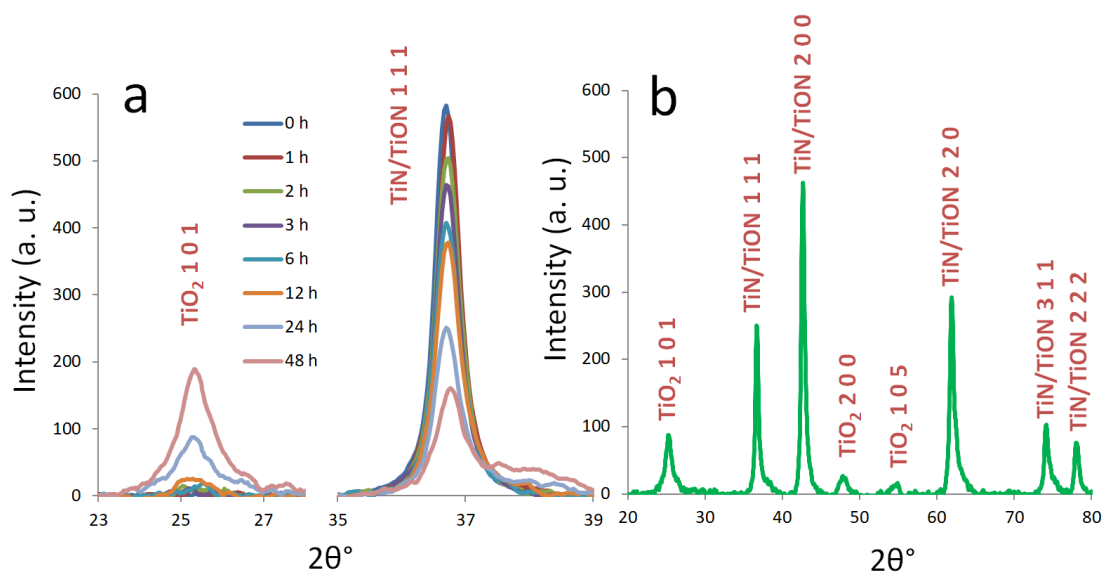 a
Intensity (a. u.)
600
500
400
300
200
100
0
TiO2 1 0 1
0 h
1 h
2 h
3 h
6 h
12 h
24 h
48 h
TiN/TiON 1 1 1
23
25
27
35
37
39
2θ°
b
Intensity (a. u.)
600
500
400
300
200
100
0
TiO2 1 0 1
TiN/TiON 1 1 1
TiN/TiON 2 0 0
TiO2 2 0 0
TiO2 1 0 5
TiN/TiON 2 2 0
TiN/TiON 3 1 1
TiN/TiON 2 2 2
20
30
40
50
60
70
80
2θ°